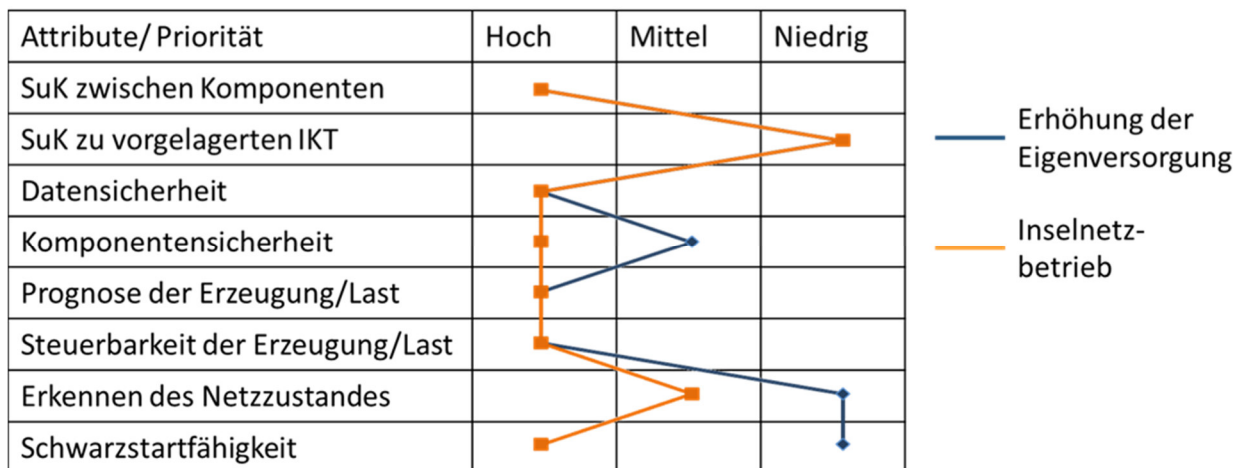 Attribute/ Priorität Hoch Mittel Niedrig
SuK zwischen Komponenten
SuK zu vorgelagerten IKT
Datensicherheit
Komponentensicherheit
Prognose der Erzeugung/Last
Steuerbarkeit der Erzeugung/Last
Erkennen des Netzzustandes
Schwarzstartfähigkeit
Erhöhung der
Eigenversorgung
Inselnetz-
betrieb